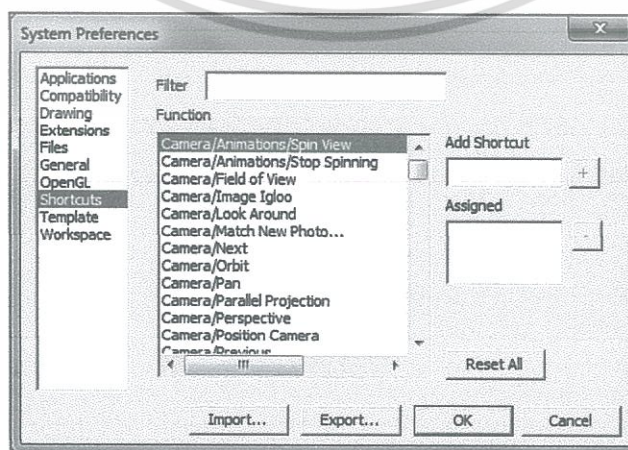 System Preferences
Applications
Compatibility
Drawing
Extensions
Files
General
OpenGL
Shortcuts
Template
Workspace
Filter
Function
Camera/Animations/Spin View
Camera/Animations/Stop Spinning
Camera/Field of View
Camera/Image Igloo
Camera/Look Around
Camera/Match New Photo...
Camera/Next
Camera/Orbit
Camera/Pan
Camera/Parallel Projection
Camera/Perspective
Camera/Position Camera
Camera/Previous
Add Shortcut
+
Assigned
-
Reset All
Import...
Export...
OK
Cancel